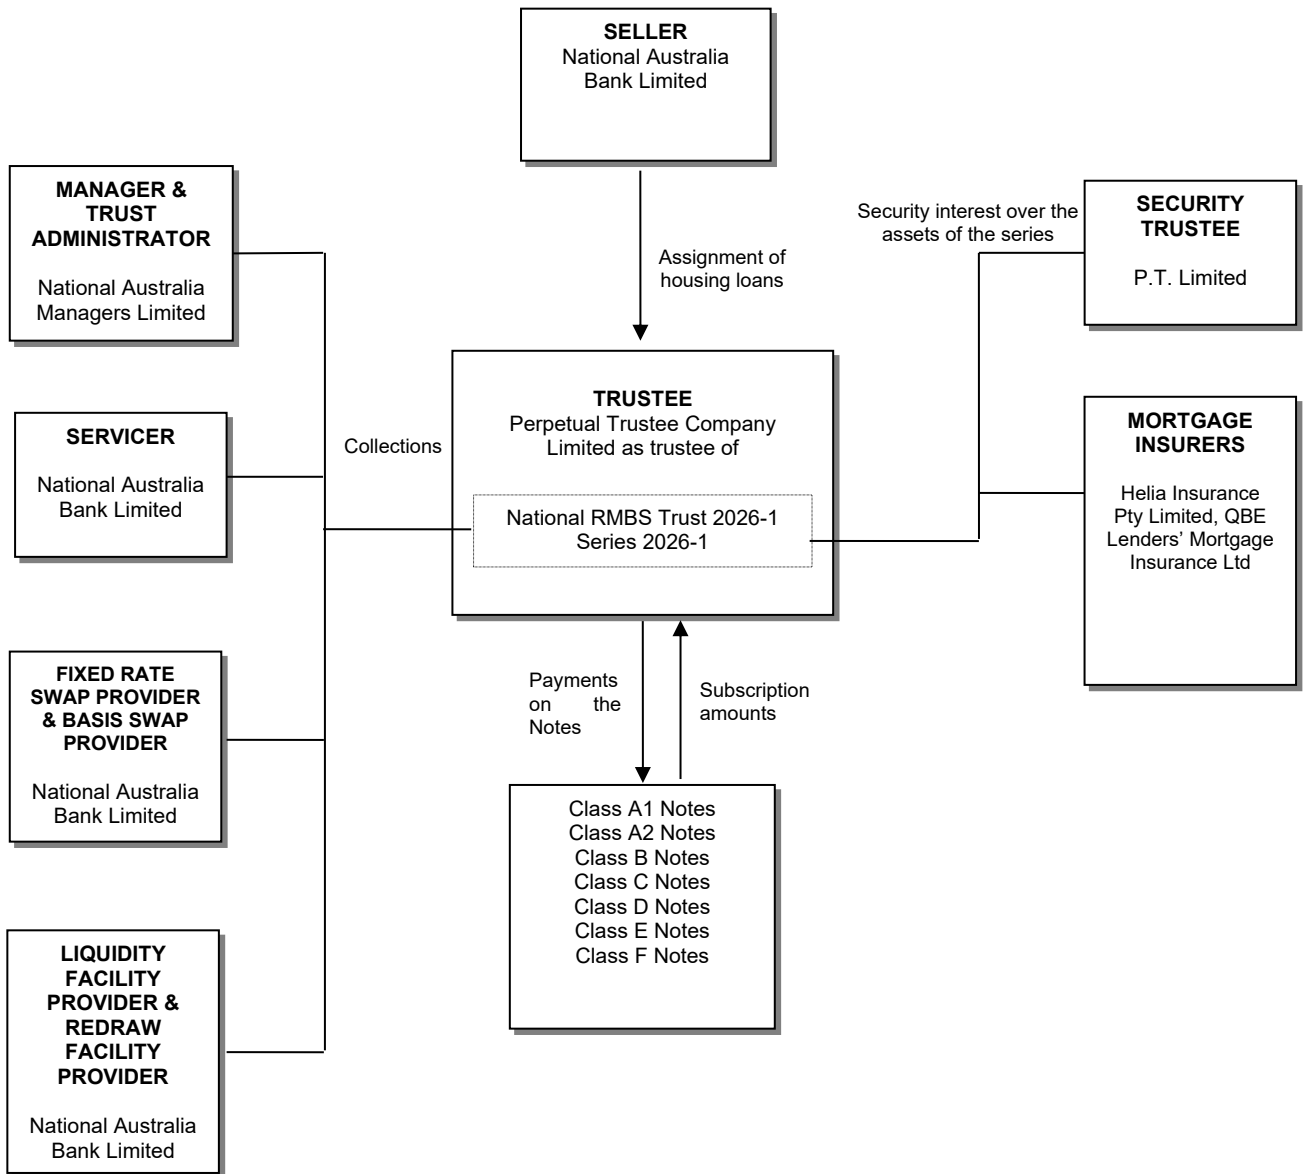 SELLER
National Australia
Bank Limited
MANAGER &
TRUST
ADMINISTRATOR
National Australia
Managers Limited
Security interest over the
assets of the series
SECURITY
TRUSTEE
P.T. Limited
Assignment of
housing loans
SERVICER
National Australia
Bank Limited
Collections
TRUSTEE
Perpetual Trustee Company
Limited as trustee of
National RMBS Trust 2026-1
Series 2026-1
MORTGAGE
INSURERS
Helia Insurance
Pty Limited, QBE
Lenders’ Mortgage
Insurance Ltd
FIXED RATE
SWAP PROVIDER
& BASIS SWAP
PROVIDER
National Australia
Bank Limited
Payments
on the
Notes
Subscription
amounts
Class A1 Notes
Class A2 Notes
Class B Notes
Class C Notes
Class D Notes
Class E Notes
Class F Notes
LIQUIDITY
FACILITY
PROVIDER &
REDRAW
FACILITY
PROVIDER
National Australia
Bank Limited